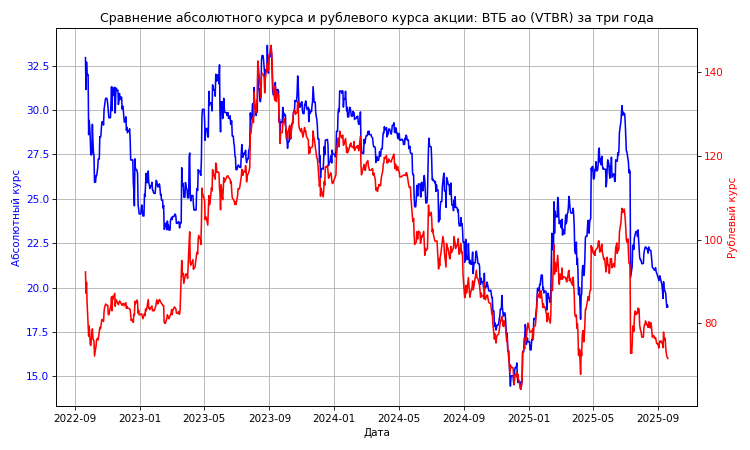 Сравнение абсолютного курса и рублевого курса акции: ВТБ ао (VTBR) за три года
Абсолютный курс
32.5
30.0
27.5
25.0
22.5
20.0
17.5
15.0
140
120
100
80
Рублевый курс
2022-09 2023-01 2023-05 2023-09 2024-01 2024-05 2024-09 2025-01 2025-05 2025-09
Дата